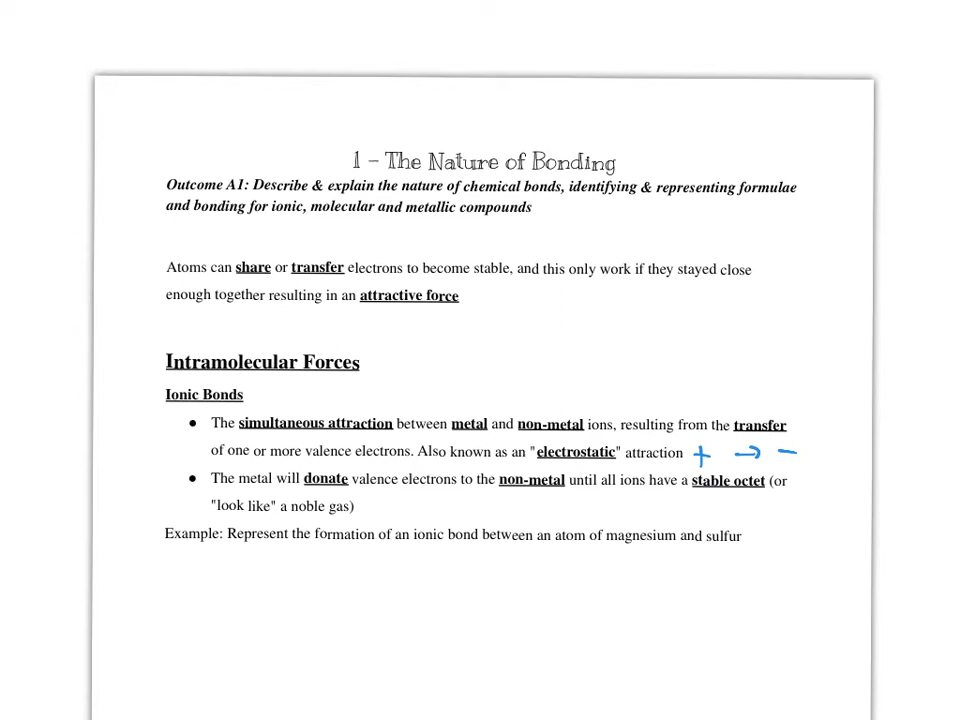 1 - The Nature of Bonding
Outcome A1: Describe & explain the nature of chemical bonds, identifying & representing formulae
and bonding for ionic, molecular and metallic compounds
Atoms can share or transfer electrons to become stable, and this only work if they stayed close
enough together resulting in an attractive force
Intramolecular Forces
Ionic Bonds
● The simultaneous attraction between metal and non-metal ions, resulting from the transfer
of one or more valence electrons. Also known as an "electrostatic" attraction + → −
● The metal will donate valence electrons to the non-metal until all ions have a stable octet (or
"look like" a noble gas)
Example: Represent the formation of an ionic bond between an atom of magnesium and sulfur